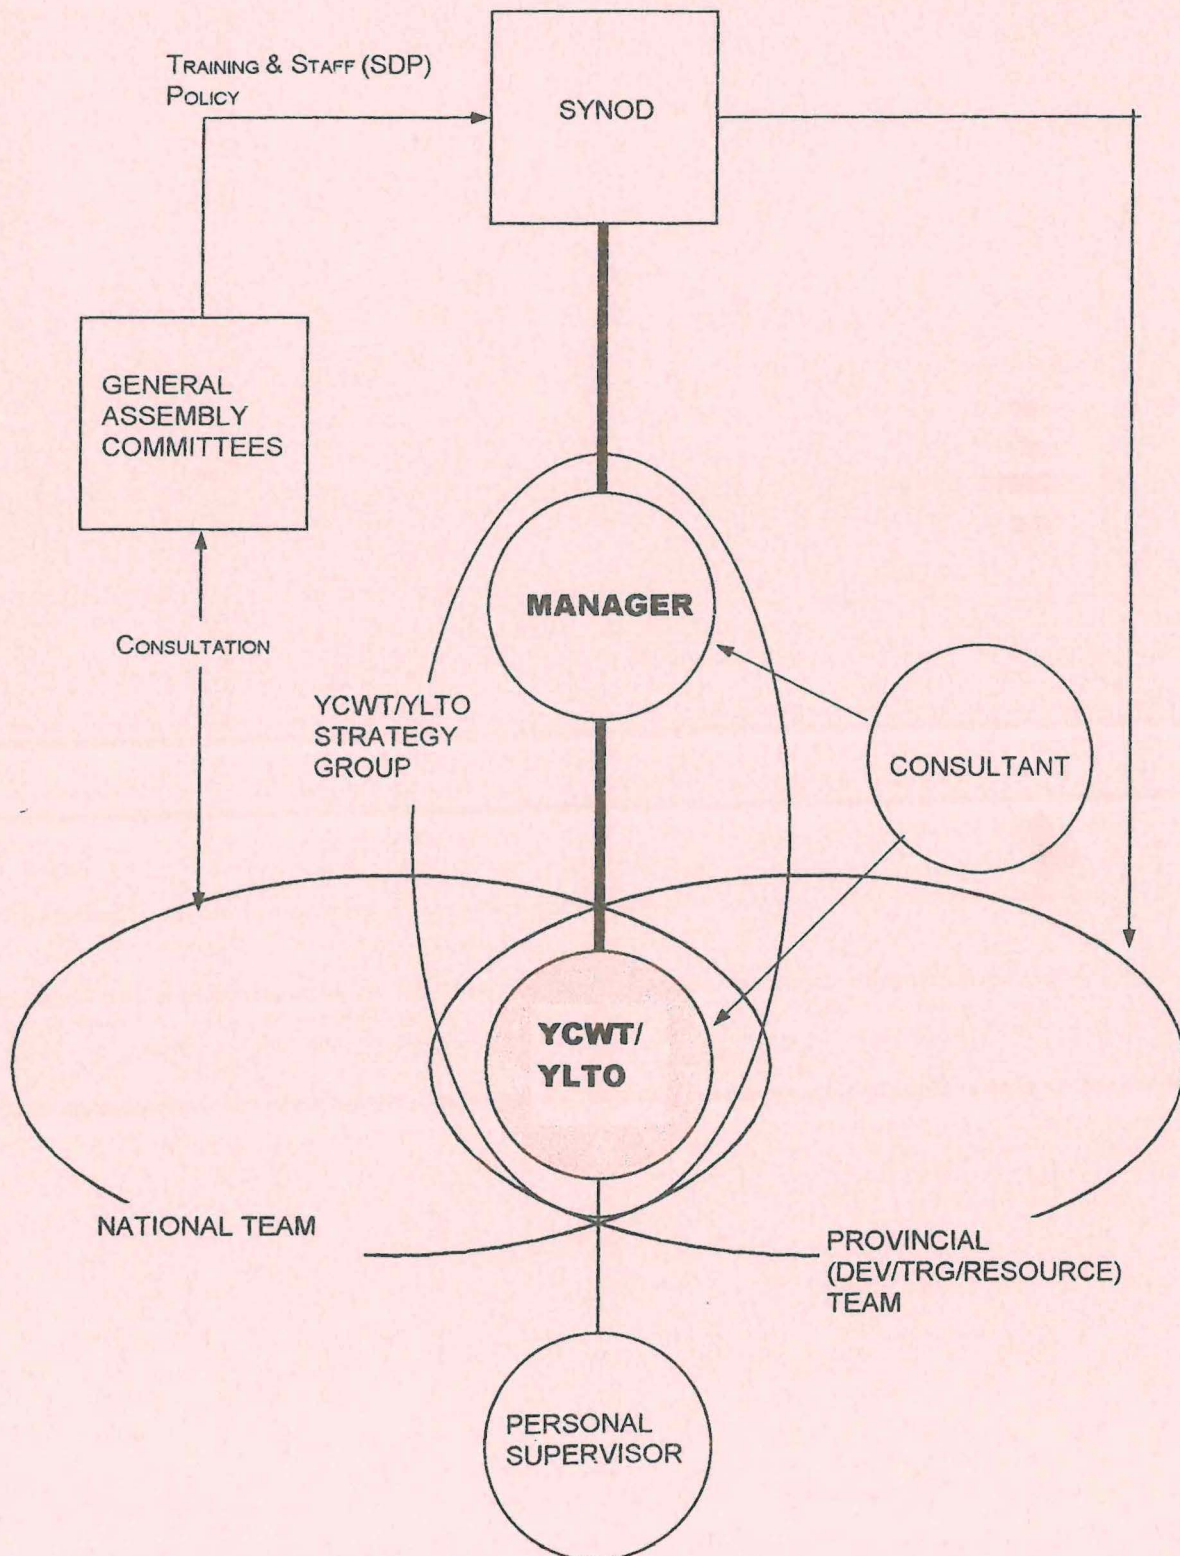 TRAINING & STAFF (SDP)
POLICY
SYNOD
GENERAL
ASSEMBLY
COMMITTEES
CONSULTATION
MANAGER
YCWT/YLTO
STRATEGY
GROUP
CONSULTANT
YCWT/
YLTO
NATIONAL TEAM
PROVINCIAL
(DEV/TRG/RESOURCE)
TEAM
PERSONAL
SUPERVISOR